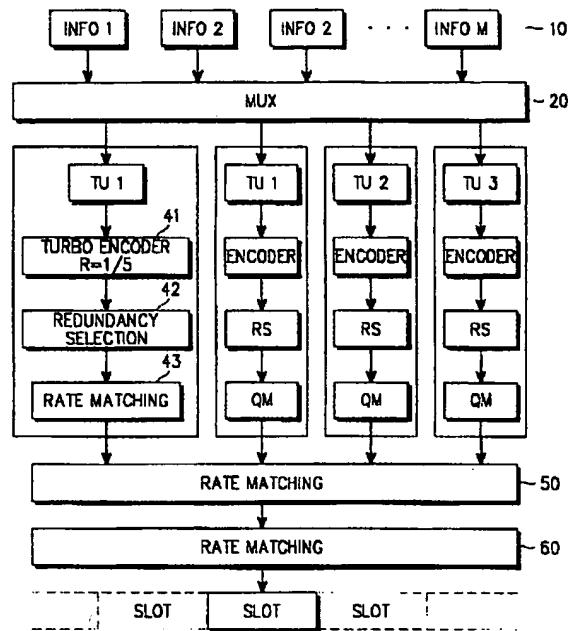 INFO 1 INFO 2 INFO 2 · · · INFO M 10
MUX 20
TU 1 TU 1 TU 2 TU 3
41
TURBO ENCODER
R=1/5
ENCODER ENCODER ENCODER
42
REDUNDANCY
SELECTION
RS RS RS
43
RATE MATCHING QM QM QM
RATE MATCHING 50
RATE MATCHING 60
SLOT SLOT SLOT